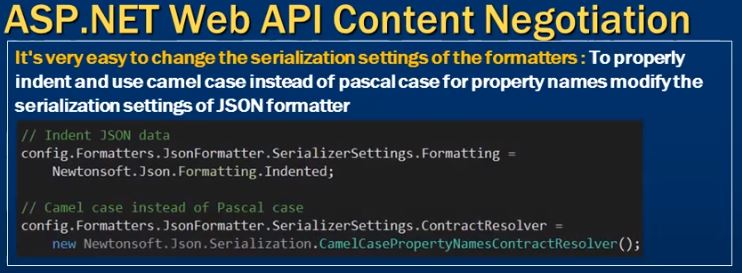 ASP.NET Web API Content Negotiation
It's very easy to change the serialization settings of the formatters : To properly
indent and use camel case instead of pascal case for property names modify the
serialization settings of JSON formatter
// Indent JSON data
config.Formatters.JsonFormatter.SerializerSettings.Formatting =
Newtonsoft.Json.Formatting.Indented;
// Camel case instead of Pascal case
config.Formatters.JsonFormatter.SerializerSettings.ContractResolver =
new Newtonsoft.Json.Serialization.CamelCasePropertyNamesContractResolver();